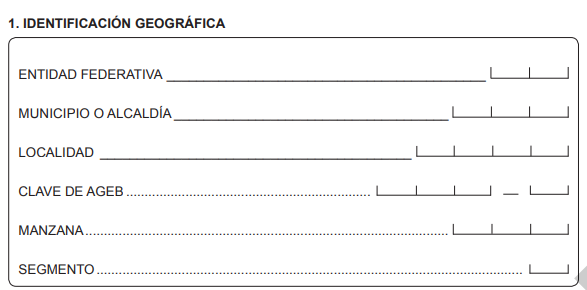 1. IDENTIFICACIÓN GEOGRÁFICA
ENTIDAD FEDERATIVA
MUNICIPIO O ALCALDÍA
LOCALIDAD
CLAVE DE AGEB
MANZANA
SEGMENTO